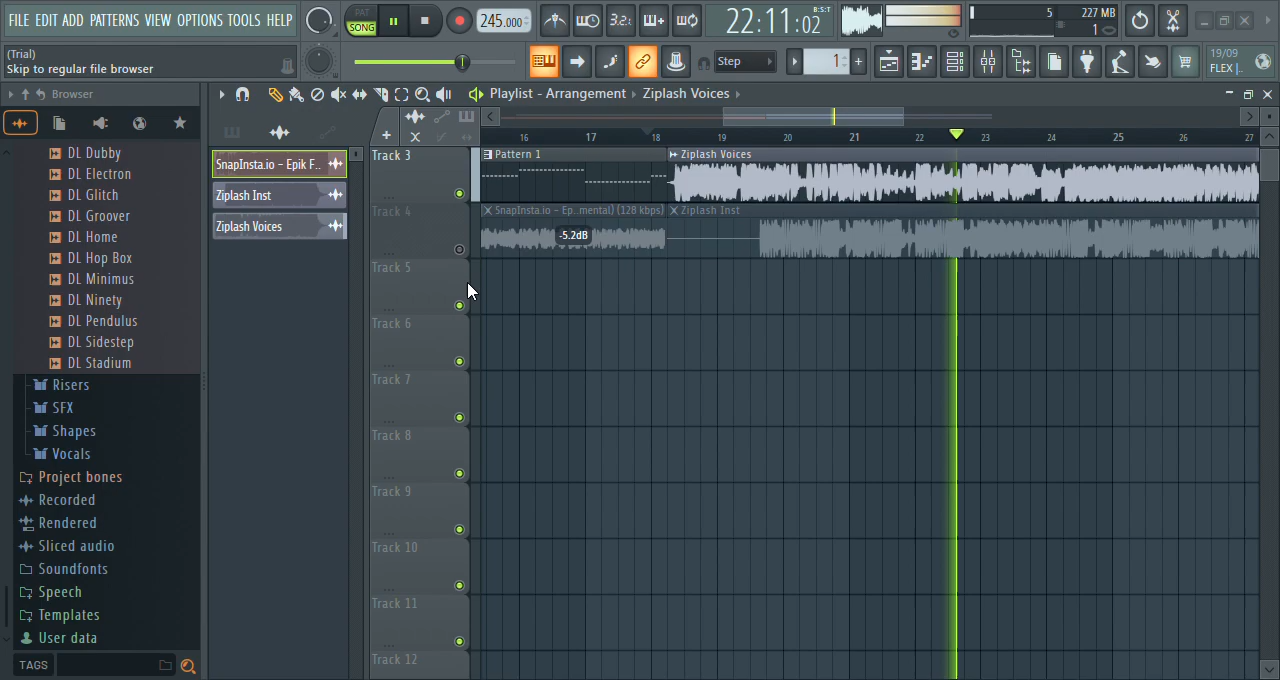 FILE EDIT ADD PATTERNS VIEW OPTIONS TOOLS HELP
PAT
SONG
245.000
3.2.
22:11:02
B:S:T
5
227 MB
1
(Trial)
Skip to regular file browser
Step
1
19/09
FLEX |..
Browser
Playlist - Arrangement › Ziplash Voices ›
16 17 18 19 20 21 22 23 24 25 26 27
DL Dubby
DL Electron
DL Glitch
DL Groover
DL Home
DL Hop Box
DL Minimus
DL Ninety
DL Pendulus
DL Sidestep
DL Stadium
Risers
SFX
Shapes
Vocals
Project bones
Recorded
Rendered
Sliced audio
Soundfonts
Speech
Templates
User data
TAGS
SnapInsta.io - Epik F..
Ziplash Inst
Ziplash Voices
Track 3
Pattern 1
Ziplash Voices
Track 4
SnapInsta.io - Ep..mental) (128 kbps)
Ziplash Inst
-5.2dB
Track 5
Track 6
Track 7
Track 8
Track 9
Track 10
Track 11
Track 12